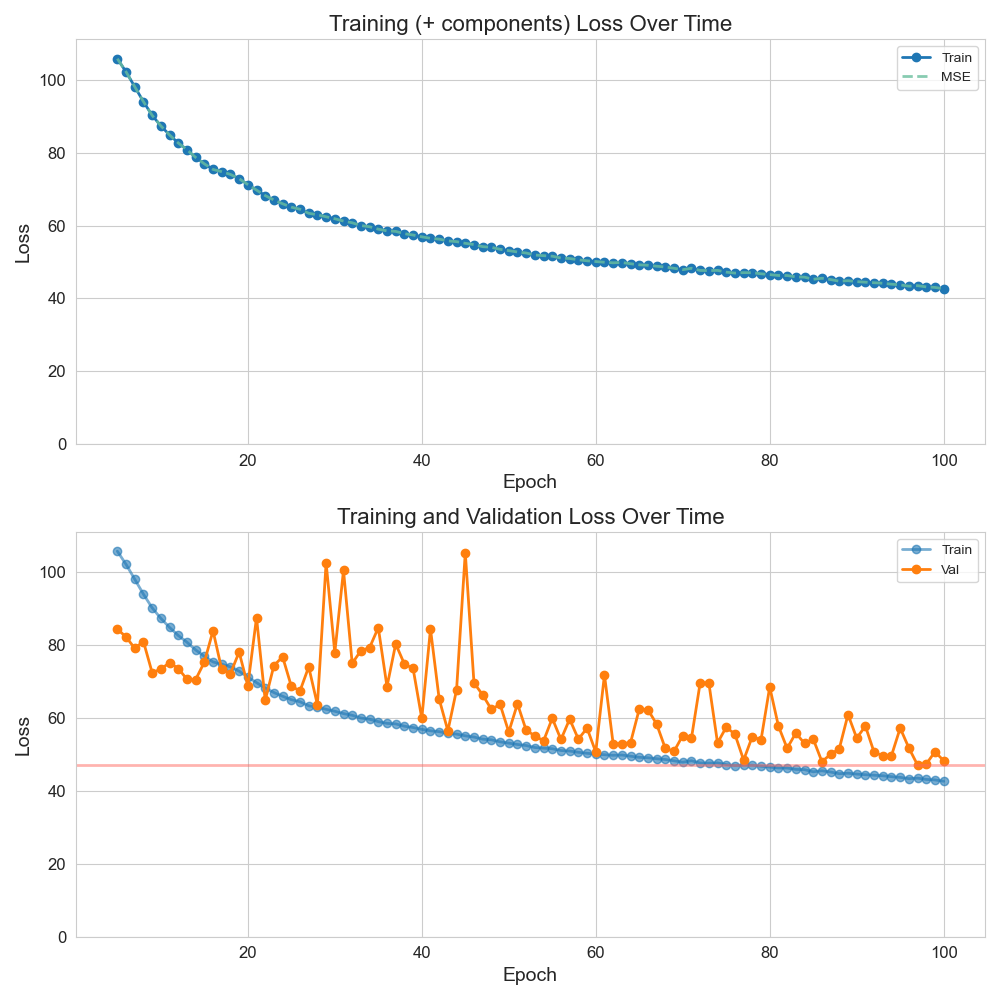 Training (+ components) Loss Over Time
Train
MSE
Loss
100
80
60
40
20
0
20 40 60 80 100
Epoch
Training and Validation Loss Over Time
Train
Val
Loss
100
80
60
40
20
0
20 40 60 80 100
Epoch